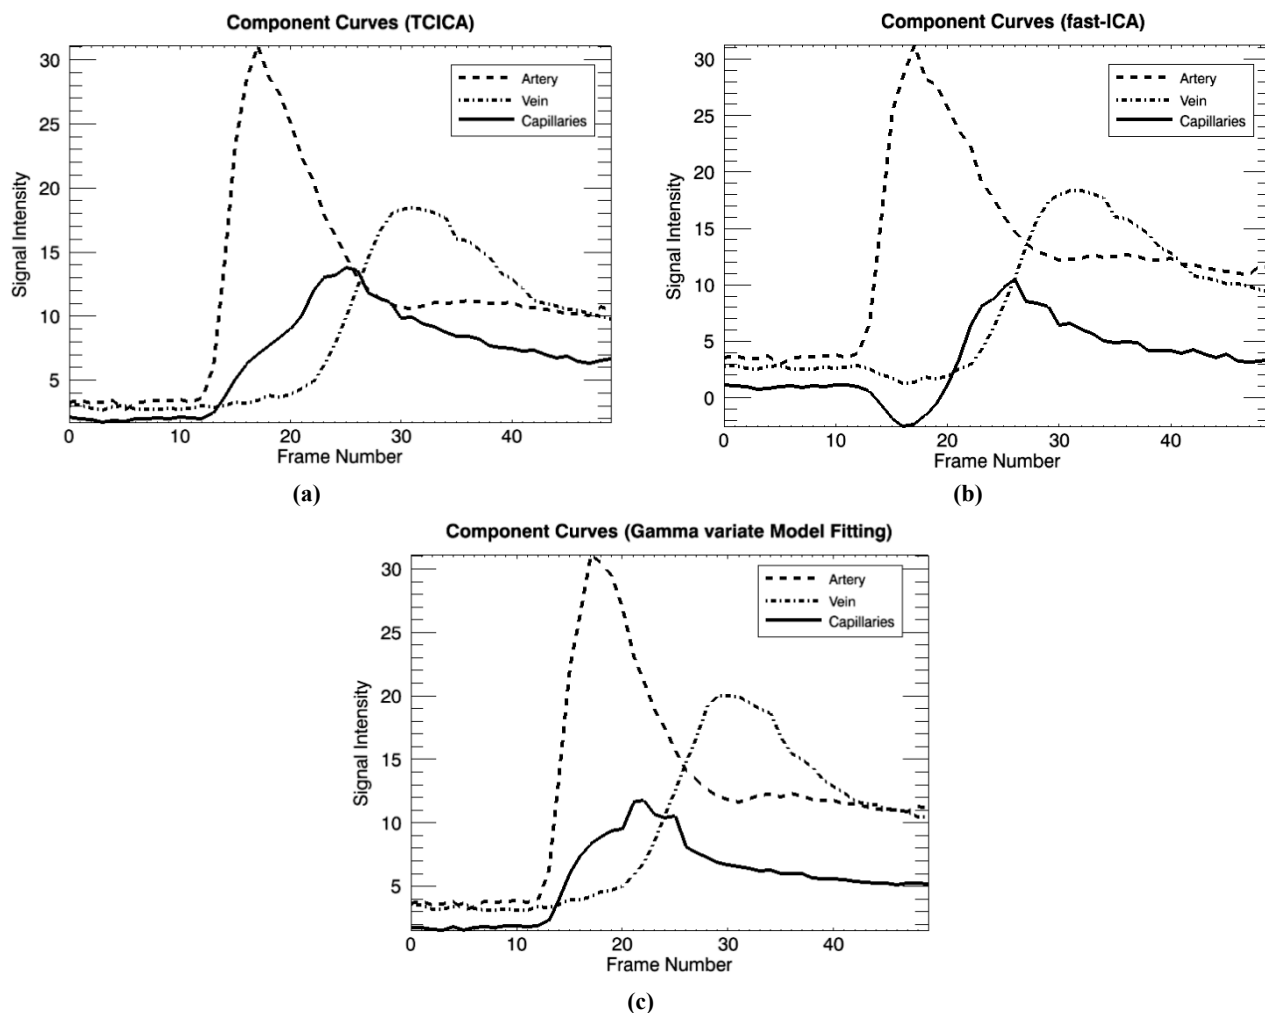 Component Curves (TCICA)
30
25
20
15
10
5
0
10
20
30
40
Signal Intensity
Frame Number
Artery
Vein
Capillaries
(a)
Component Curves (fast-ICA)
30
25
20
15
10
5
0
0
10
20
30
40
Signal Intensity
Frame Number
Artery
Vein
Capillaries
(b)
Component Curves (Gamma variate Model Fitting)
30
25
20
15
10
5
0
10
20
30
40
Signal Intensity
Frame Number
Artery
Vein
Capillaries
(c)